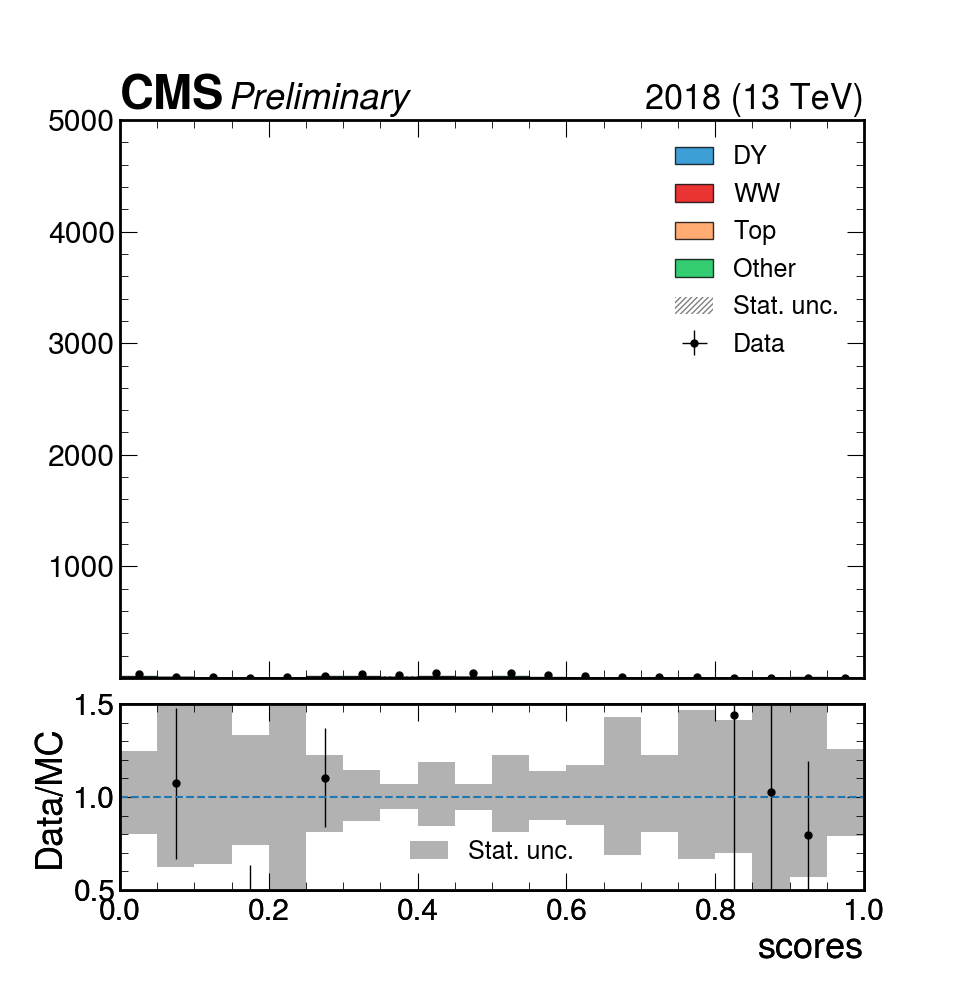 CMS Preliminary 2018 (13 TeV)
5000
4000
3000
2000
1000
DY
WW
Top
Other
Stat. unc.
Data
Data/MC
1.5
1.0
0.5
Stat. unc.
0.0 0.2 0.4 0.6 0.8 1.0
scores